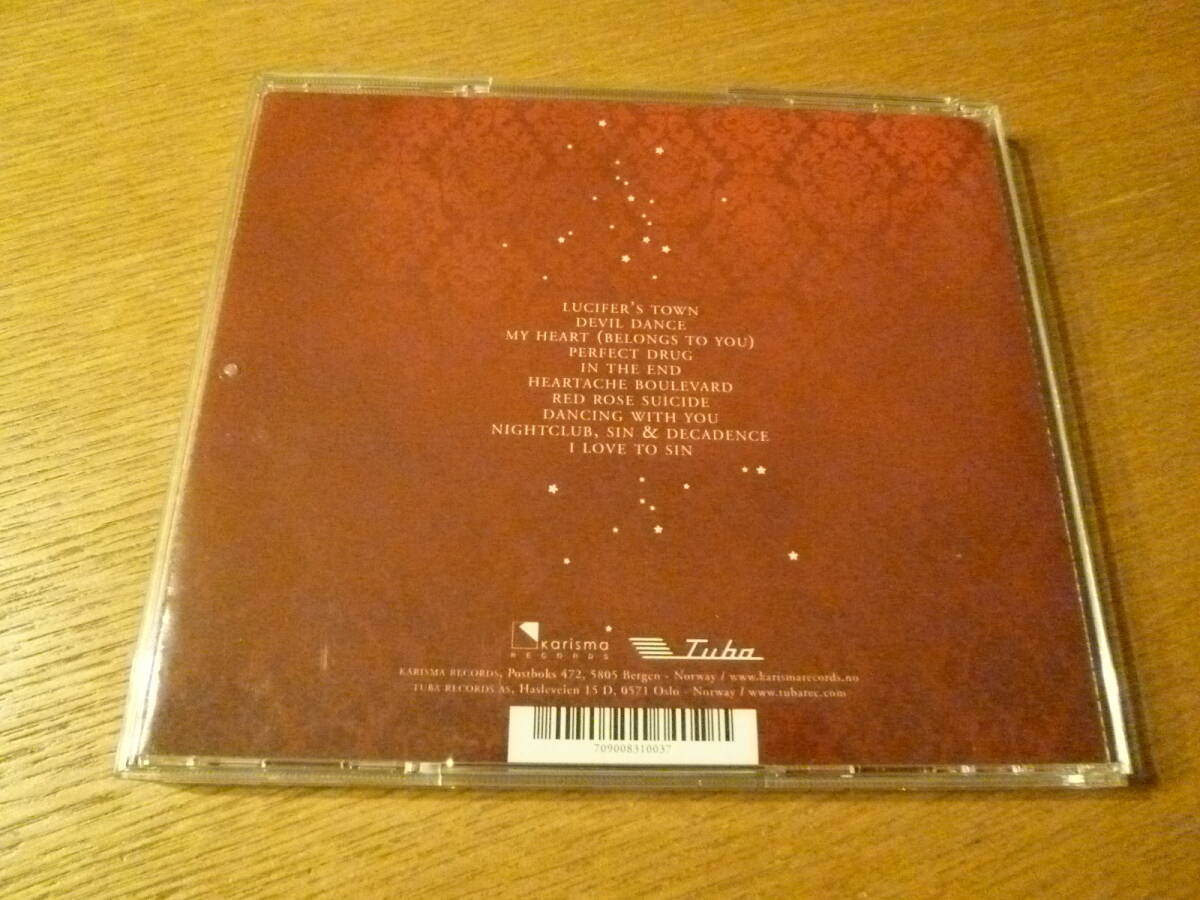 LUCIFER'S TOWN
DEVIL DANCE
MY HEART (BELONGS TO YOU)
PERFECT DRUG
IN THE END
HEARTACHE BOULEVARD
RED ROSE SUICIDE
DANCING WITH YOU
NIGHTCLUB, SIN & DECADENCE
I LOVE TO SIN
karisma
RECORDS
Tuba
KARISMA RECORDS, Postboks 472, 5805 Bergen - Norway / www.karismarecords.no
TUBA RECORDS AS, Hasleveien 15 D, 0571 Oslo - Norway / www.tubarec.com
709008310037